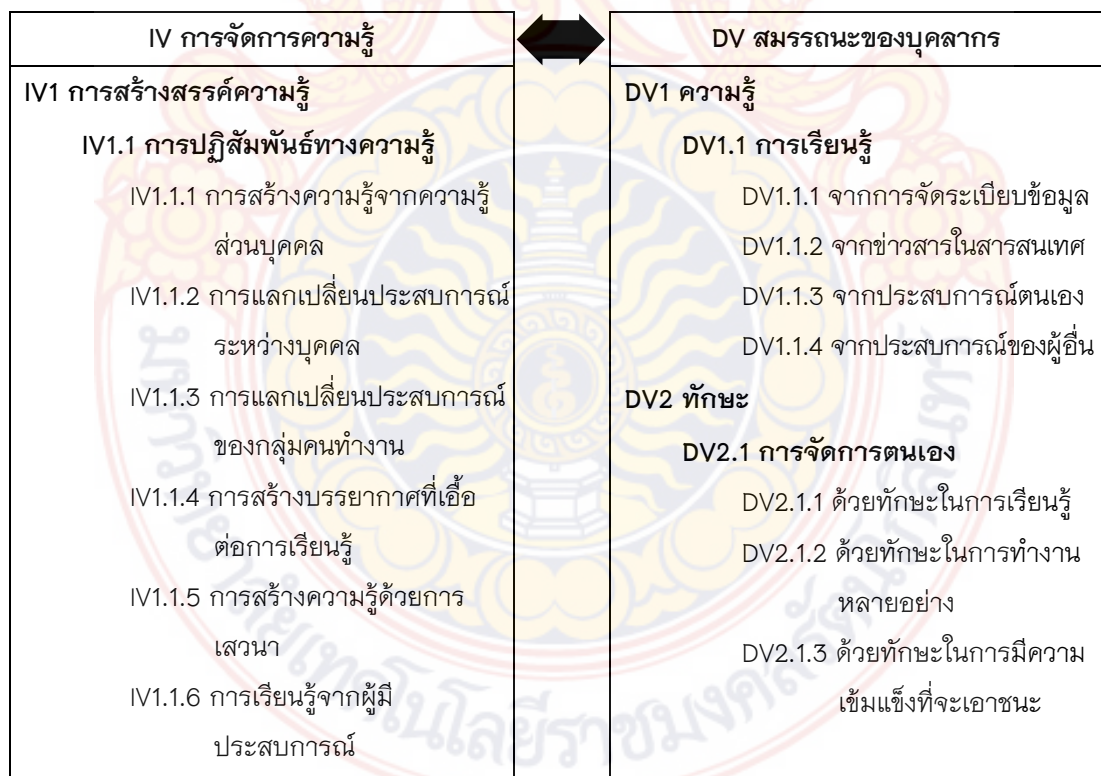 IV การจัดการความรู้
IV1 การสร้างสรรค์ความรู้
IV1.1 การปฏิสัมพันธ์ทางความรู้
IV1.1.1 การสร้างความรู้จากความรู้
ส่วนบุคคล
IV1.1.2 การแลกเปลี่ยนประสบการณ์
ระหว่างบุคคล
IV1.1.3 การแลกเปลี่ยนประสบการณ์
ของกลุ่มคนทำงาน
IV1.1.4 การสร้างบรรยากาศที่เอื้อ
ต่อการเรียนรู้
IV1.1.5 การสร้างความรู้ด้วยการ
เสวนา
IV1.1.6 การเรียนรู้จากผู้มี
ประสบการณ์
DV สมรรถนะของบุคลากร
DV1 ความรู้
DV1.1 การเรียนรู้
DV1.1.1 จากการจัดระเบียบข้อมูล
DV1.1.2 จากข่าวสารในสารสนเทศ
DV1.1.3 จากประสบการณ์ตนเอง
DV1.1.4 จากประสบการณ์ของผู้อื่น
DV2 ทักษะ
DV2.1 การจัดการตนเอง
DV2.1.1 ด้วยทักษะในการเรียนรู้
DV2.1.2 ด้วยทักษะในการทำงาน
หลายอย่าง
DV2.1.3 ด้วยทักษะในการมีความ
เข้มแข็งที่จะเอาชนะ